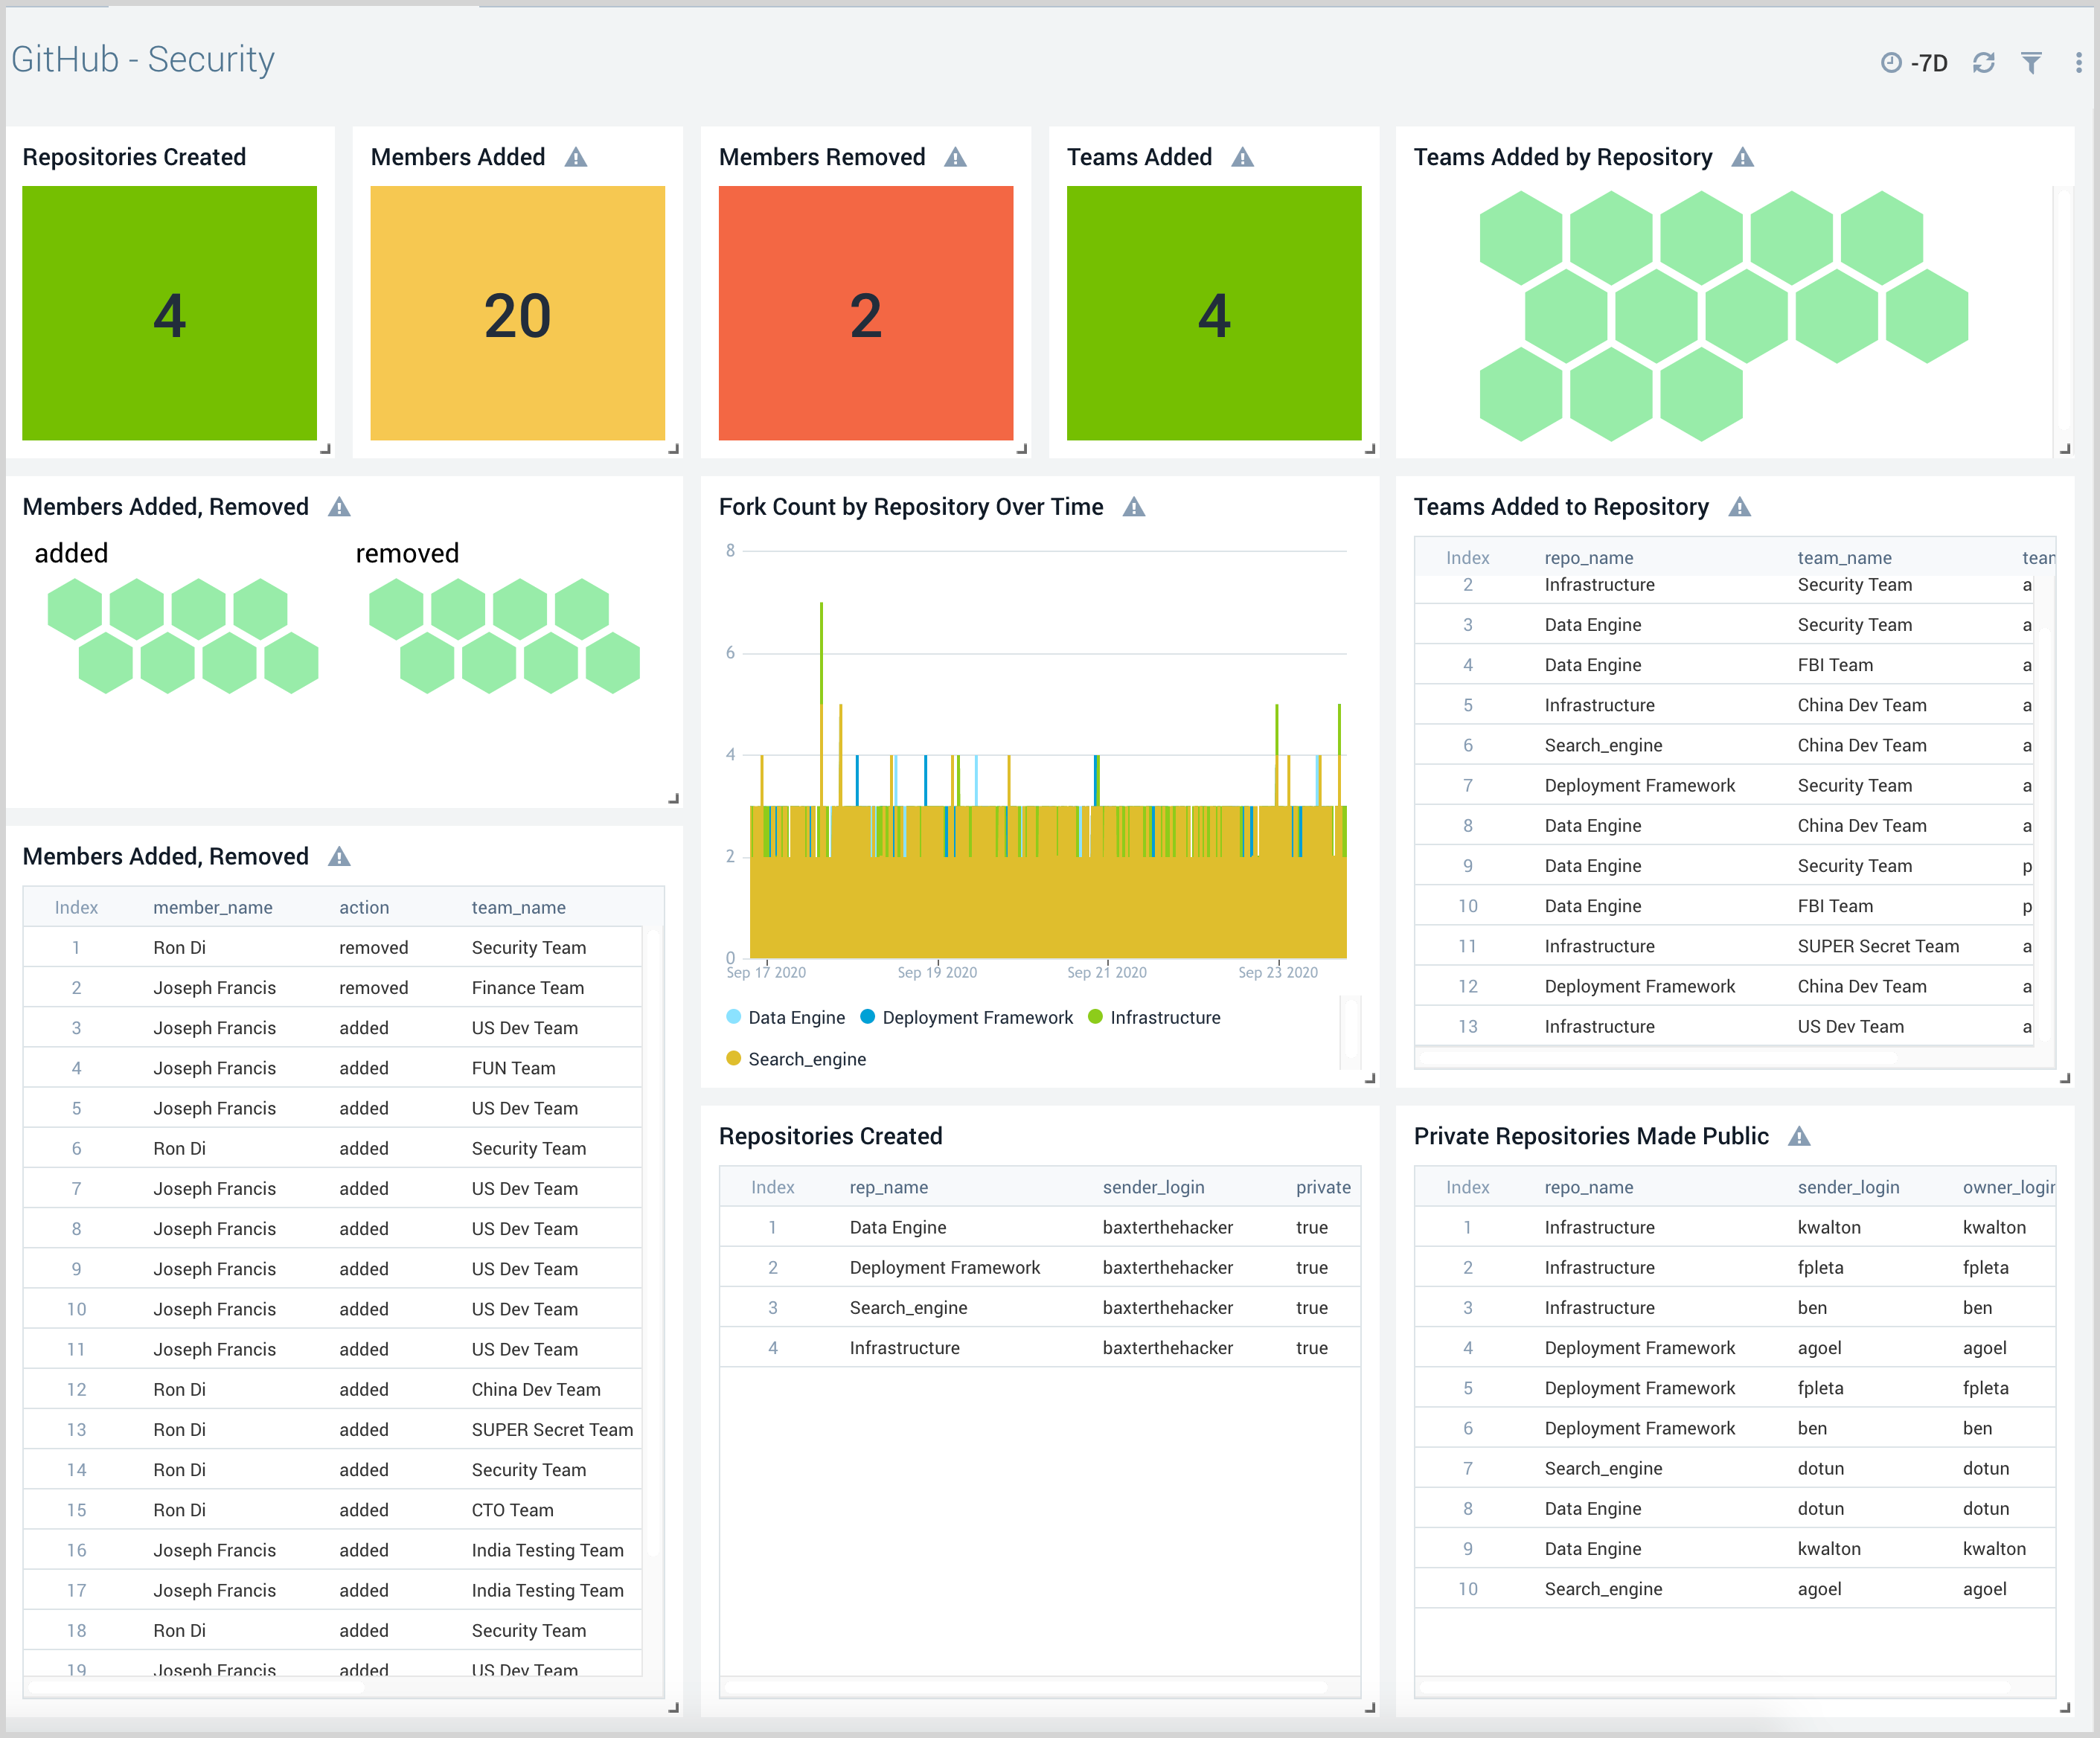 GitHub - Security
-7D
Repositories Created
4
Members Added
20
Members Removed
2
Teams Added
4
Teams Added by Repository
Members Added, Removed
added removed
Fork Count by Repository Over Time
8
6
4
2
0
Sep 17 2020 Sep 19 2020 Sep 21 2020 Sep 23 2020
Data Engine Deployment Framework Infrastructure
Search_engine
Teams Added to Repository
Index repo_name team_name tean
2 Infrastructure Security Team a
3 Data Engine Security Team a
4 Data Engine FBI Team a
5 Infrastructure China Dev Team a
6 Search_engine China Dev Team a
7 Deployment Framework Security Team a
8 Data Engine China Dev Team a
9 Data Engine Security Team p
10 Data Engine FBI Team p
11 Infrastructure SUPER Secret Team a
12 Deployment Framework China Dev Team a
13 Infrastructure US Dev Team a
Members Added, Removed
Index member_name action team_name
1 Ron Di removed Security Team
2 Joseph Francis removed Finance Team
3 Joseph Francis added US Dev Team
4 Joseph Francis added FUN Team
5 Joseph Francis added US Dev Team
6 Ron Di added Security Team
7 Joseph Francis added US Dev Team
8 Joseph Francis added US Dev Team
9 Joseph Francis added US Dev Team
10 Joseph Francis added US Dev Team
11 Joseph Francis added US Dev Team
12 Ron Di added China Dev Team
13 Ron Di added SUPER Secret Team
14 Ron Di added Security Team
15 Ron Di added CTO Team
16 Joseph Francis added India Testing Team
17 Joseph Francis added India Testing Team
18 Ron Di added Security Team
19 Joseph Francis added US Dev Team
Repositories Created
Index rep_name sender_login private
1 Data Engine baxterthehacker true
2 Deployment Framework baxterthehacker true
3 Search_engine baxterthehacker true
4 Infrastructure baxterthehacker true
Private Repositories Made Public
Index repo_name sender_login owner_login
1 Infrastructure kwalton kwalton
2 Infrastructure fpleta fpleta
3 Infrastructure ben ben
4 Deployment Framework agoel agoel
5 Deployment Framework fpleta fpleta
6 Deployment Framework ben ben
7 Search_engine dotun dotun
8 Data Engine dotun dotun
9 Data Engine kwalton kwalton
10 Search_engine agoel agoel